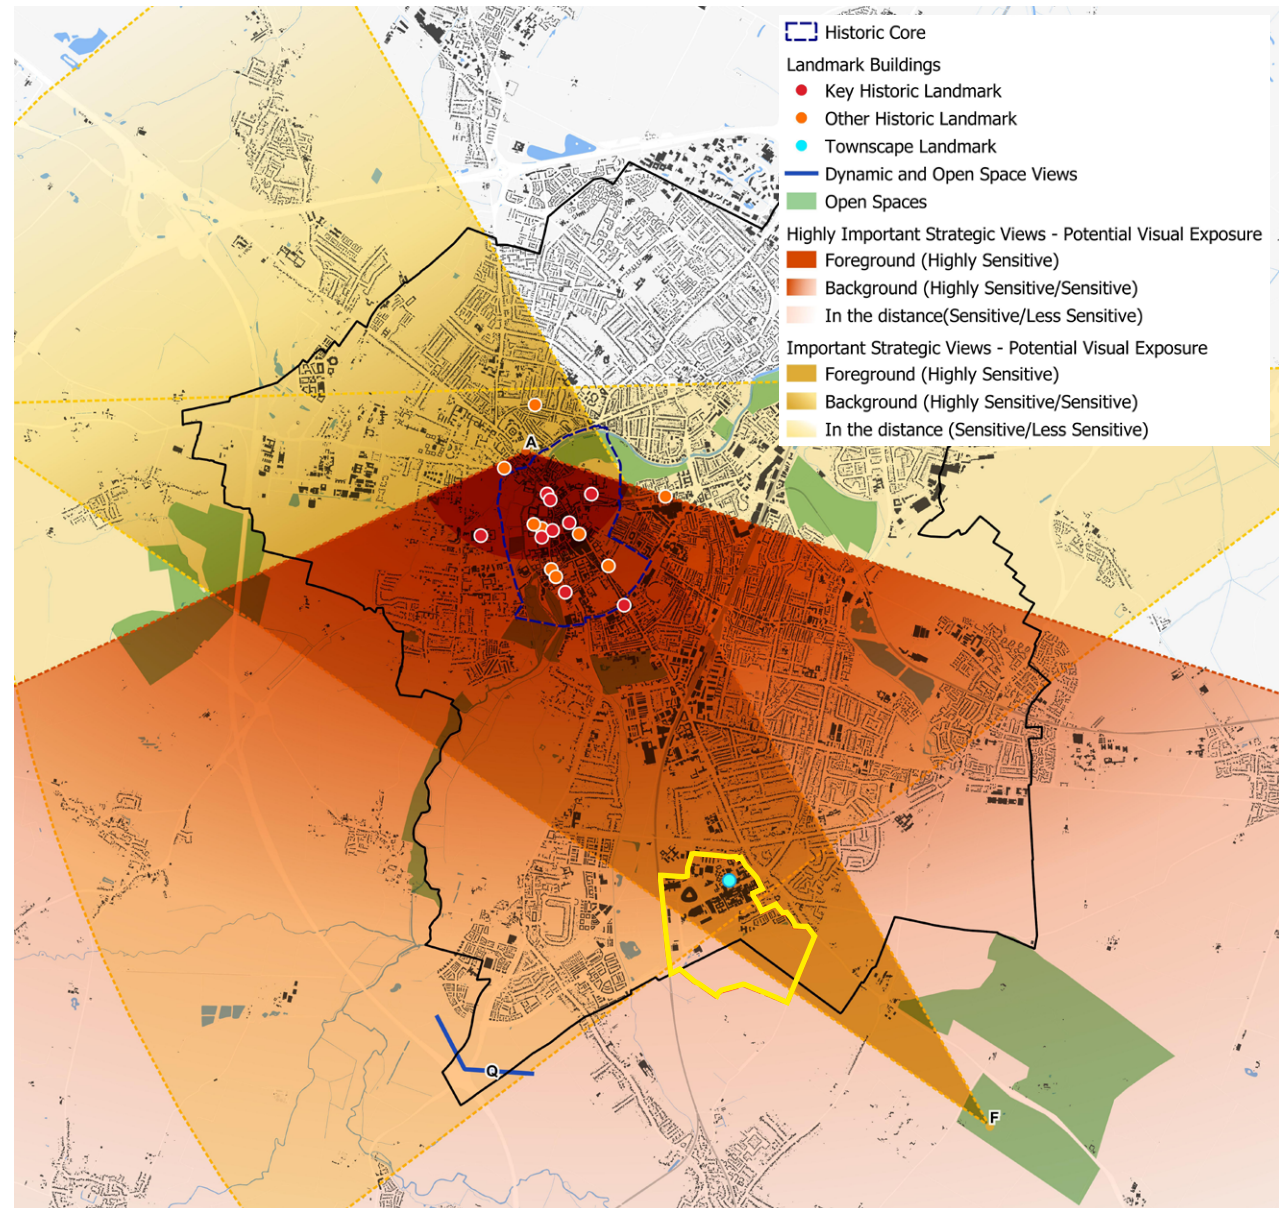 Historic Core
Landmark Buildings
Key Historic Landmark
Other Historic Landmark
Townscape Landmark
Dynamic and Open Space Views
Open Spaces
Highly Important Strategic Views - Potential Visual Exposure
Foreground (Highly Sensitive)
Background (Highly Sensitive/Sensitive)
In the distance(Sensitive/Less Sensitive)
Important Strategic Views - Potential Visual Exposure
Foreground (Highly Sensitive)
Background (Highly Sensitive/Sensitive)
In the distance (Sensitive/Less Sensitive)
A
Q
F